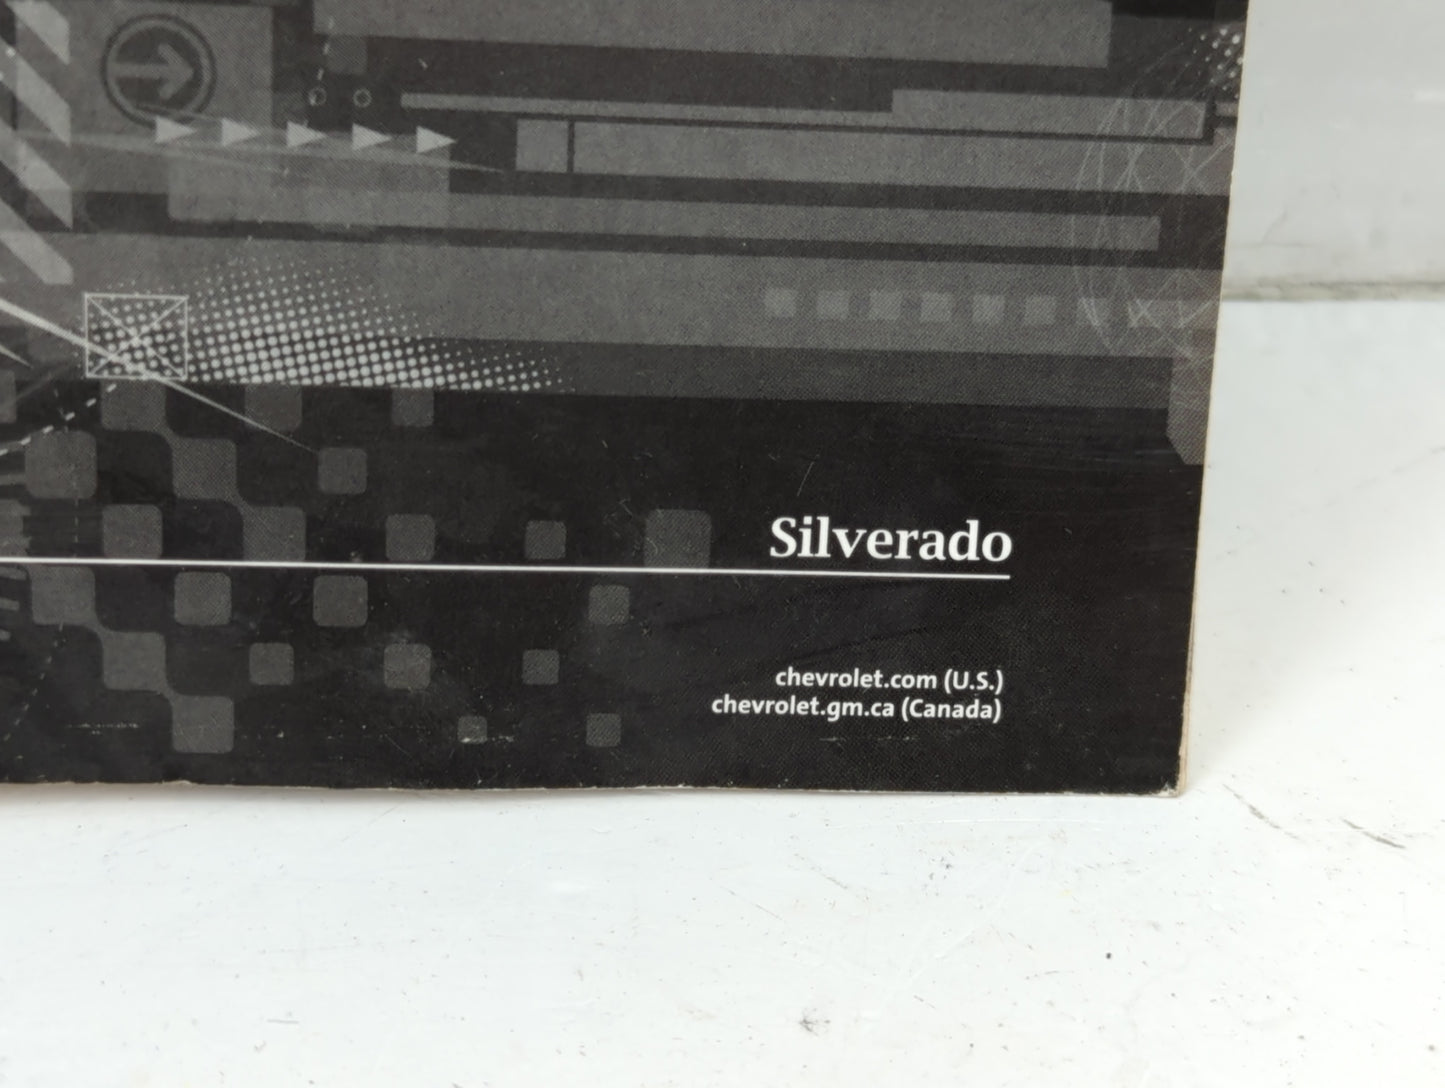 Silverado
chevrolet.com (U.S.)
chevrolet.gm.ca (Canada)